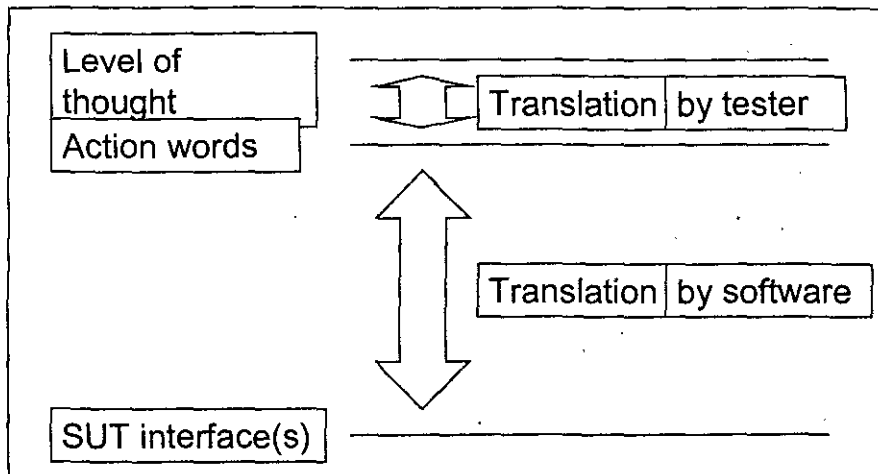 Level of
thought
Translation by tester
Action words
Translation by software
SUT interface(s)